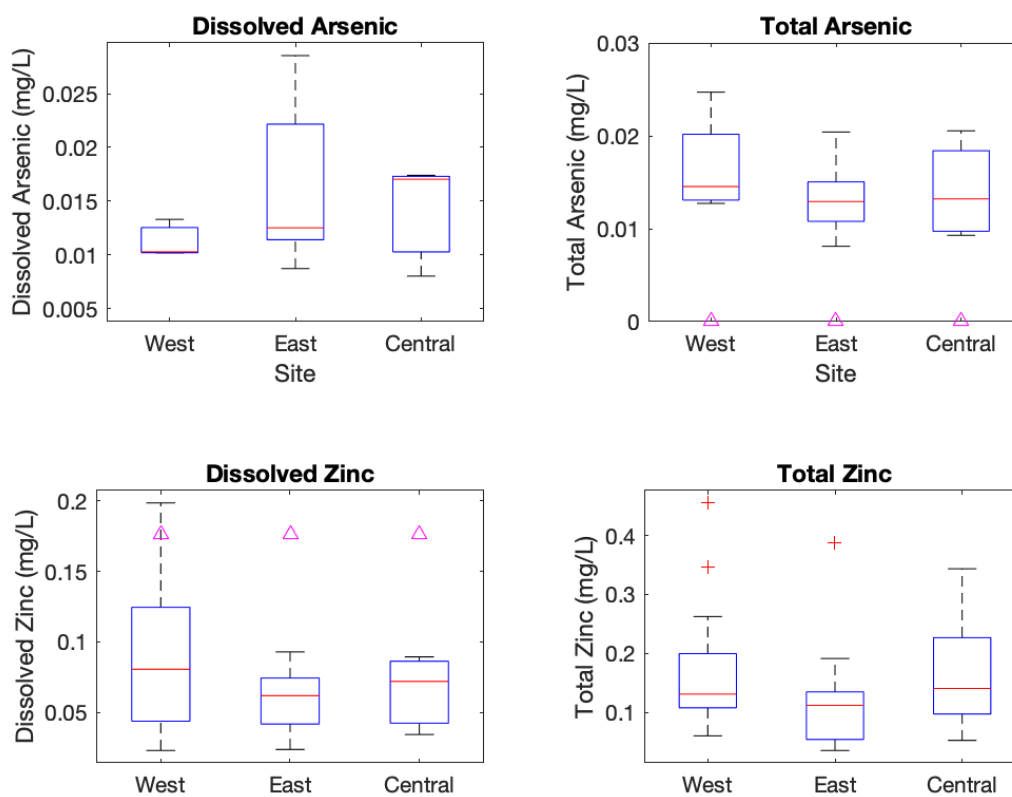 Dissolved Arsenic
Dissolved Arsenic (mg/L)
0.025
0.02
0.015
0.01
0.005
West East Central
Site
Total Arsenic
Total Arsenic (mg/L)
0.03
0.02
0.01
0
West East Central
Site
Dissolved Zinc
Dissolved Zinc (mg/L)
0.2
0.15
0.1
0.05
West East Central
Total Zinc
Total Zinc (mg/L)
0.4
0.3
0.2
0.1
West East Central